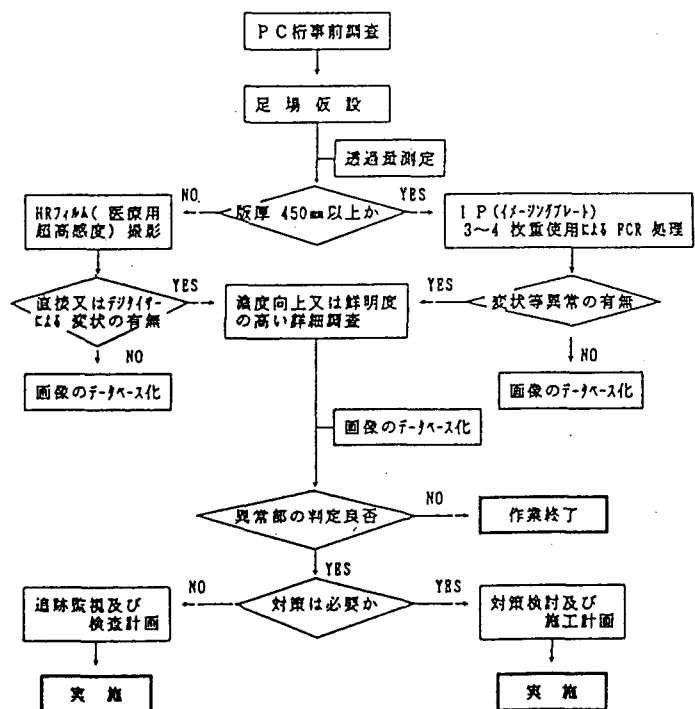 PC桁事前調査
足場仮設
透過量測定
NO
版厚 450mm以上か
YES
HRフィルム(医療用
超高感度)撮影
IP(イメージングプレート)
3〜4枚重使用による FCR 処理
直接又はデジタイザー
による 変状の有無
YES
濃度向上又は鮮明度
の高い詳細調査
YES
変状等異常の有無
NO
NO
画像のデータベース化
画像のデータベース化
画像のデータベース化
異常部の判定良否
NO
作業終了
YES
NO
対策は必要か
YES
追跡監視及び
検査計画
対策検討及び
施工計画
実施
実施